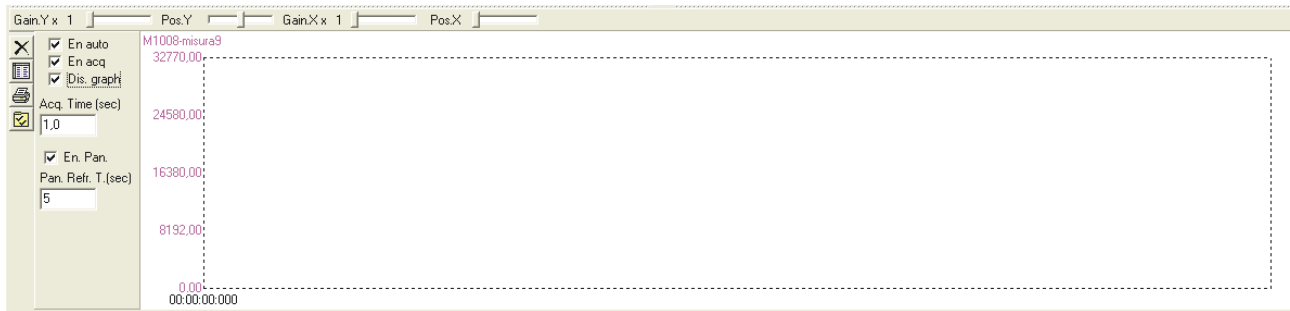 Gain.Y x 1 Pos.Y Gain.X x 1 Pos.X
En auto
En acq
Dis. graph
Acq. Time (sec)
1,0
En. Pan.
Pan. Refr. T.(sec)
5
M1008-misura9
32770,00
24580,00
16380,00
8192,00
0.00
00:00:00:000